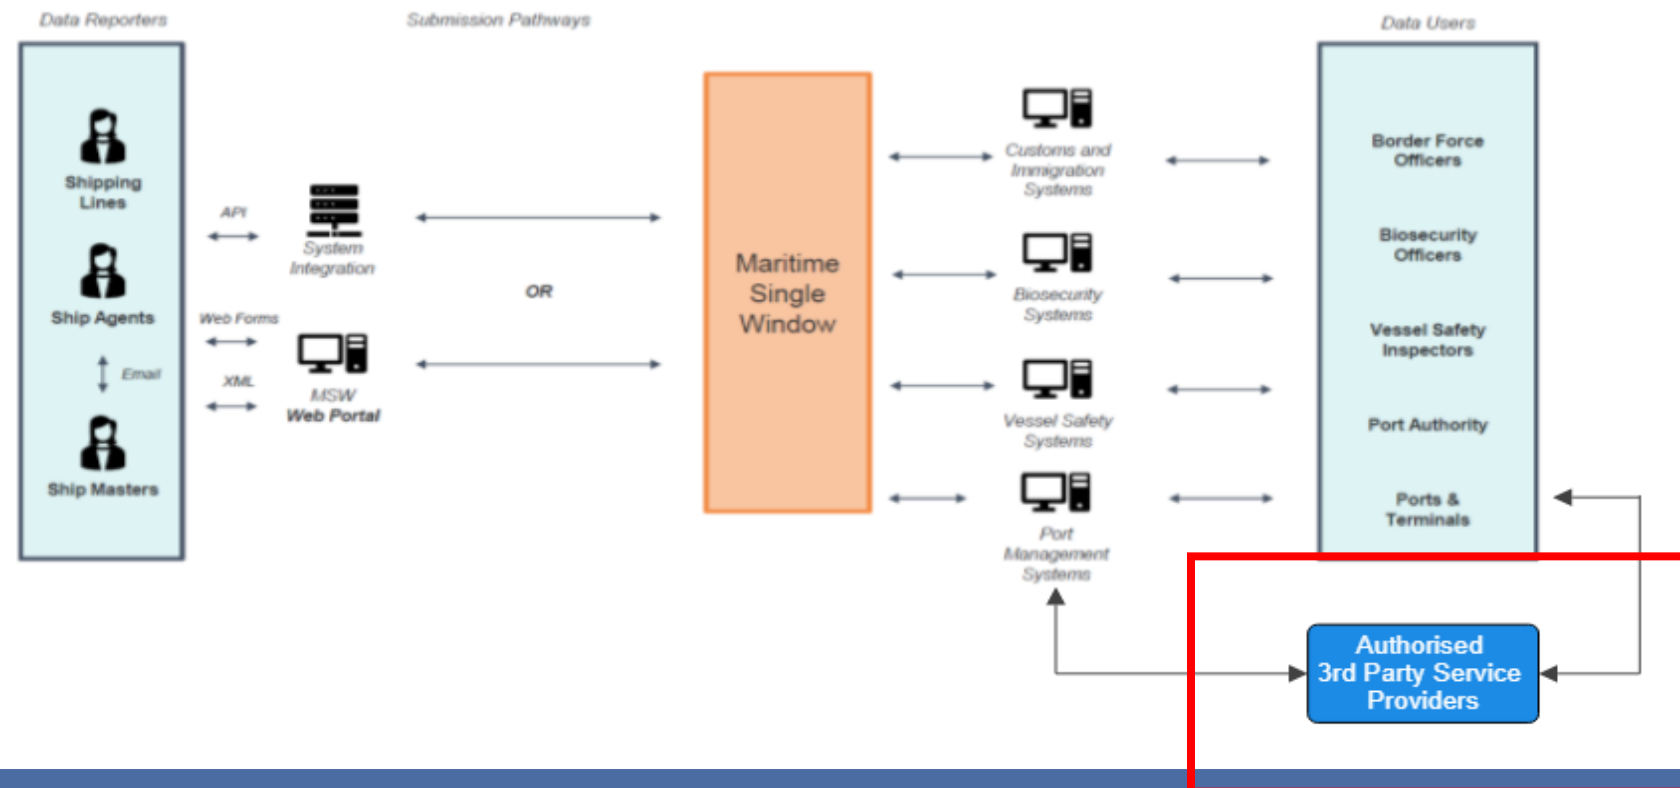 Data Reporters
Submission Pathways
Data Users
Shipping
Lines
Ship Agents
Email
Ship Masters
API
Web Forms
XML
System
Integration
MSW
Web Portal
OR
Maritime
Single
Window
Customs and
Immigration
Systems
Biosecurity
Systems
Vessel Safety
Systems
Port
Management
Systems
Border Force
Officers
Biosecurity
Officers
Vessel Safety
Inspectors
Port Authority
Ports &
Terminals
Authorised
3rd Party Service
Providers